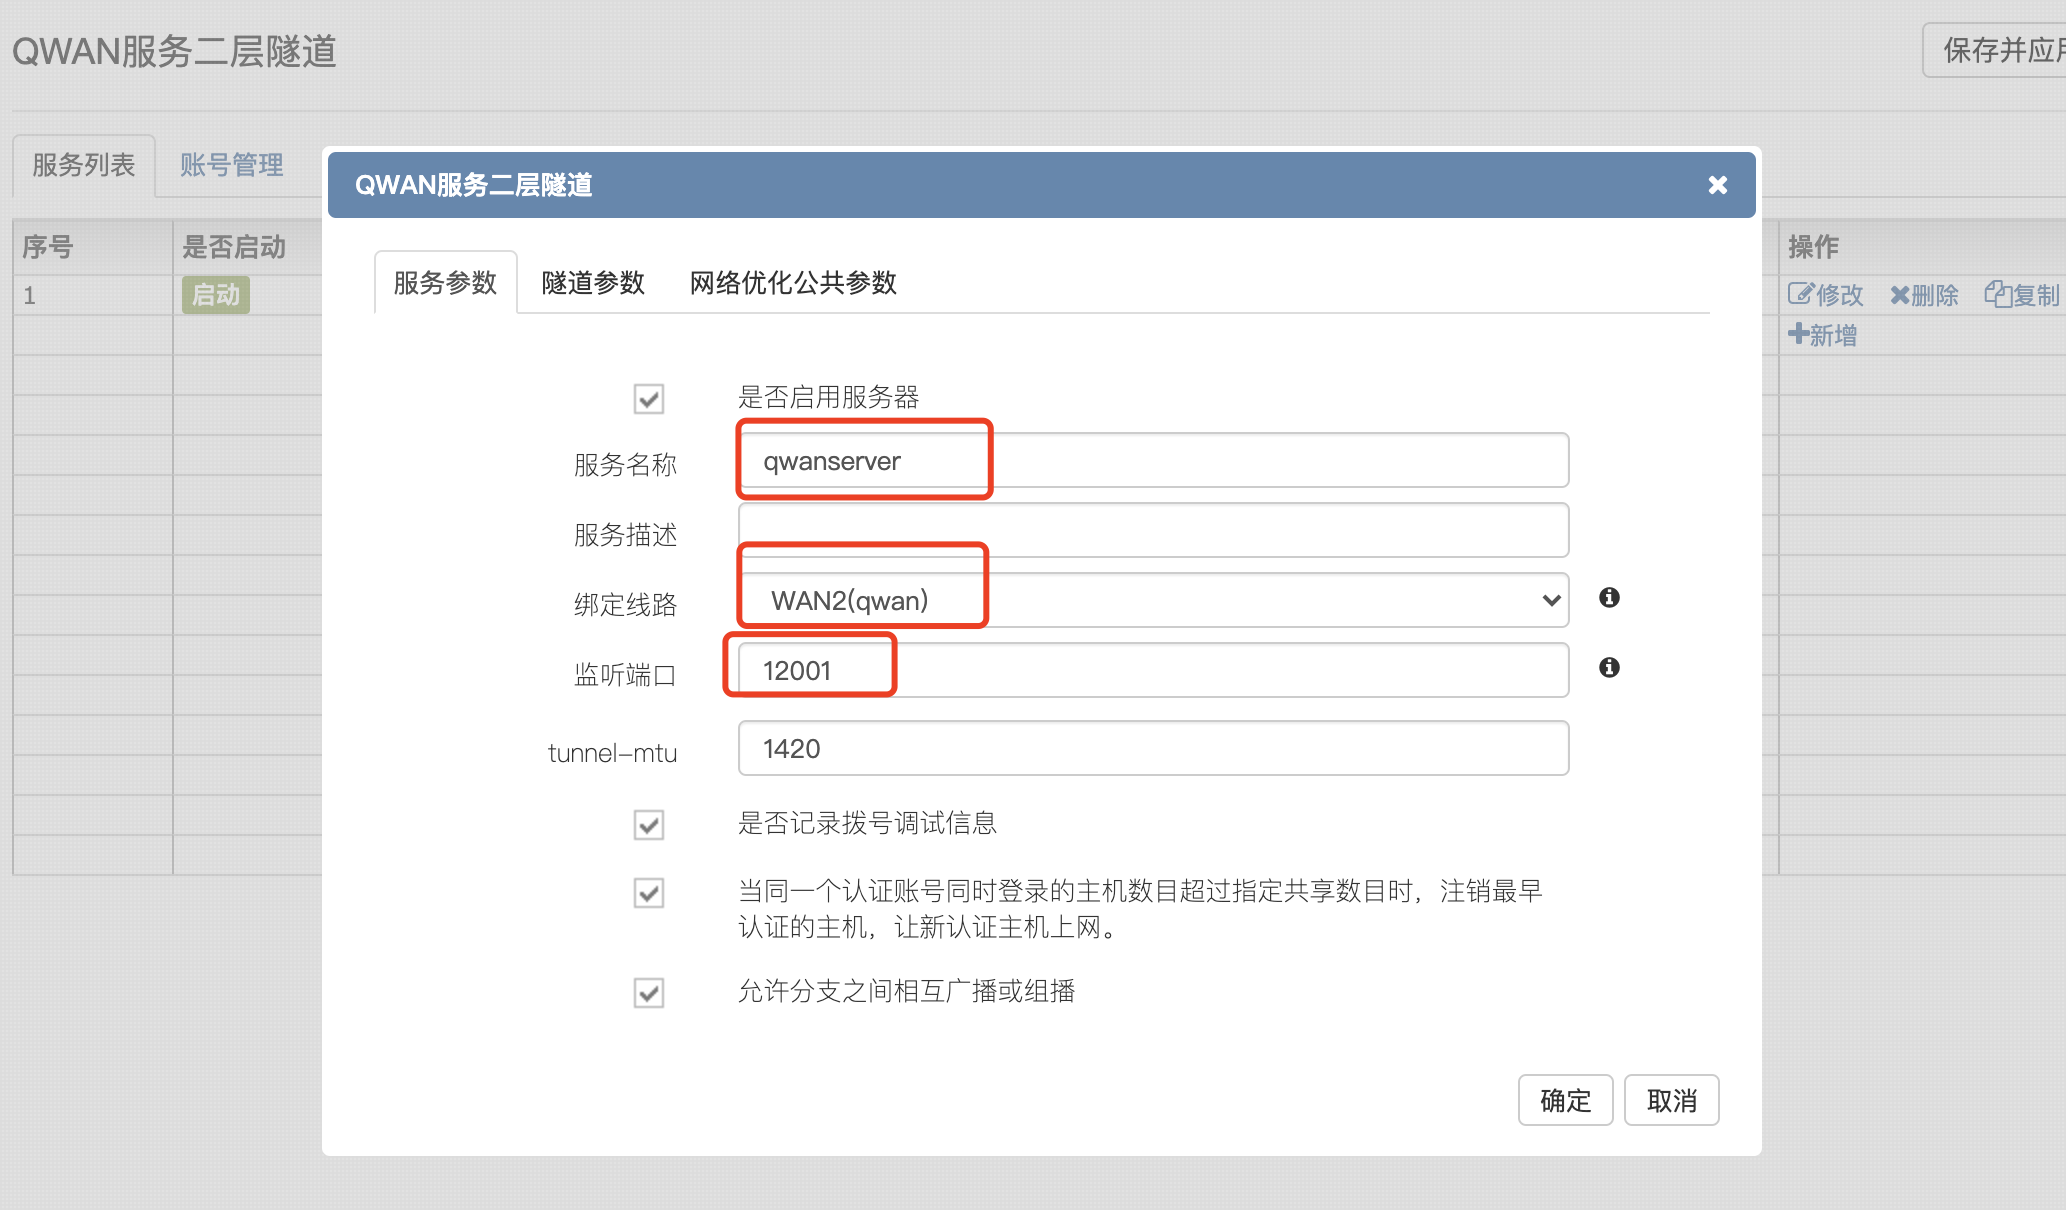 QWAN服务二层隧道
保存并应用
服务列表
账号管理
序号
是否启动
操作
1
启动
修改
删除
复制
新增
QWAN服务二层隧道
服务参数
隧道参数
网络优化公共参数
是否启用服务器
服务名称
qwanserver
服务描述
绑定线路
WAN2(qwan)
监听端口
12001
tunnel-mtu
1420
是否记录拨号调试信息
当同一个认证账号同时登录的主机数目超过指定共享数目时，注销最早
认证的主机，让新认证主机上网。
允许分支之间相互广播或组播
确定
取消